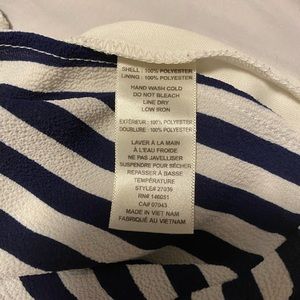 SHELL: 100% POLYESTER
LINING: 100% POLYESTER
HAND WASH COLD
DO NOT BLEACH
LINE DRY
LOW IRON
EXTÉRIEUR: 100% POLYESTER
DOUBLURE: 100% POLYESTER
LAVER À LA MAIN
À L'EAU FROIDE
NE PAS JAVELLISER
SUSPENDRE POUR SÉCHER
REPASSER À BASSE
TEMPÉRATURE
STYLE# 27039
RN# 146051
CA# 07943
MADE IN VIET NAM
FABRIQUÉ AU VIETNAM